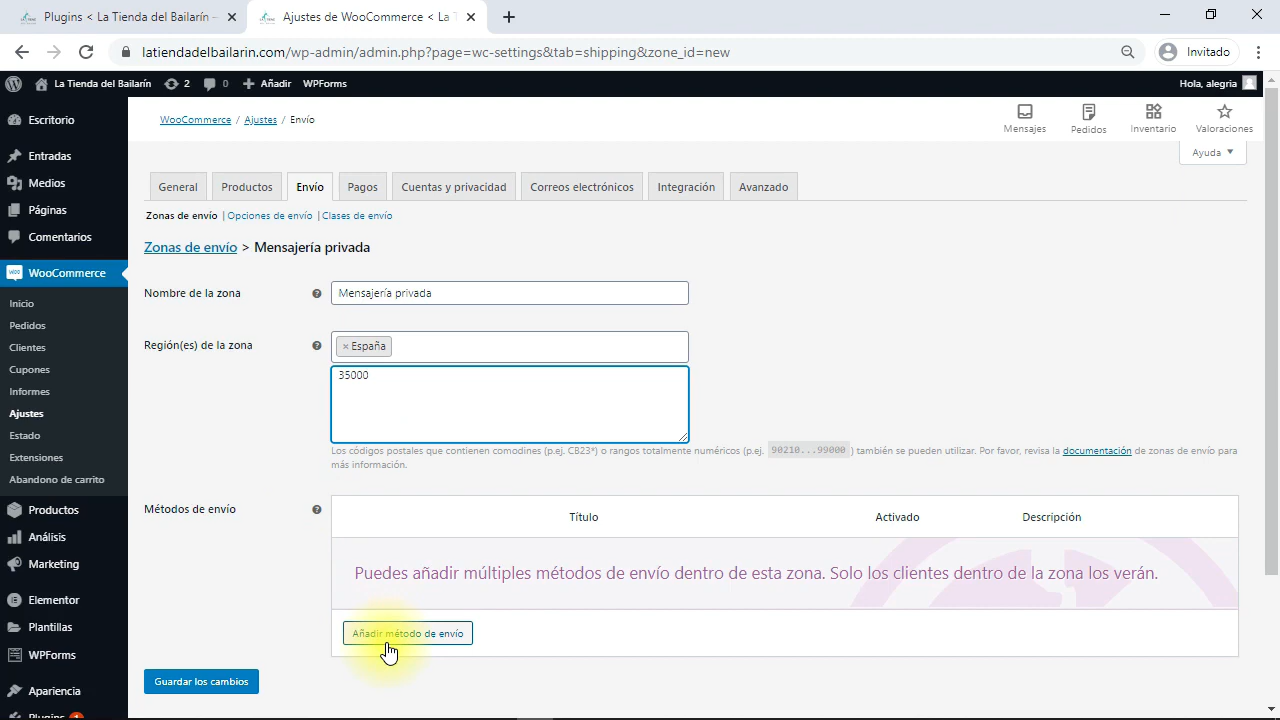 Plugins < La Tienda del Bailarín -
Ajustes de WooCommerce < La T
latiendadelbailarin.com/wp-admin/admin.php?page=wc-settings&tab=shipping&zone_id=new
Invitado
La Tienda del Bailarín
2
0
Añadir
WPForms
Hola, alegria
Escritorio
Entradas
Medios
Páginas
Comentarios
WooCommerce
Inicio
Pedidos
Clientes
Cupones
Informes
Ajustes
Estado
Extensiones
Abandono de carrito
Productos
Análisis
Marketing
Elementor
Plantillas
WPForms
Apariencia
Plugins 1
WooCommerce / Ajustes / Envío
Mensajes
Pedidos
Inventario
Valoraciones
Ayuda
General
Productos
Envío
Pagos
Cuentas y privacidad
Correos electrónicos
Integración
Avanzado
Zonas de envío | Opciones de envío | Clases de envío
Zonas de envío > Mensajería privada
Nombre de la zona
Mensajería privada
Región(es) de la zona
× España
35000
Los códigos postales que contienen comodines (p.ej. CB23*) o rangos totalmente numéricos (p.ej. 90210...99000) también se pueden utilizar. Por favor, revisa la documentación de zonas de envío para
más información.
Métodos de envío
Título
Activado
Descripción
Puedes añadir múltiples métodos de envío dentro de esta zona. Solo los clientes dentro de la zona los verán.
Añadir método de envío
Guardar los cambios